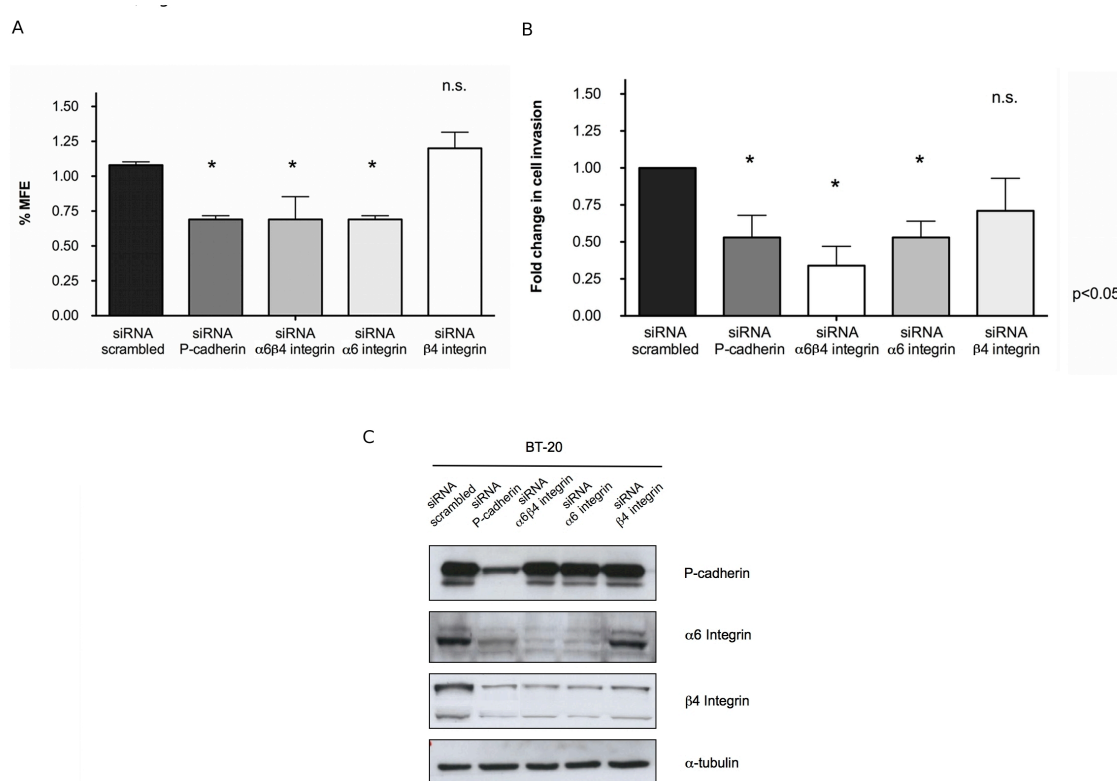 A
B
n.s.
*
*
*
% MFE
1.50
1.25
1.00
0.75
0.50
0.25
0.00
siRNA
scrambled
siRNA
P-cadherin
siRNA
α6β4 integrin
siRNA
α6 integrin
siRNA
β4 integrin
n.s.
*
*
*
Fold change in cell invasion
1.50
1.25
1.00
0.75
0.50
0.25
0.00
siRNA
scrambled
siRNA
P-cadherin
siRNA
α6β4 integrin
siRNA
α6 integrin
siRNA
β4 integrin
p<0.05
C
BT-20
siRNA
scrambled
siRNA
P-cadherin
siRNA
α6β4 integrin
siRNA
α6 integrin
siRNA
β4 integrin
P-cadherin
α6 Integrin
β4 Integrin
α-tubulin